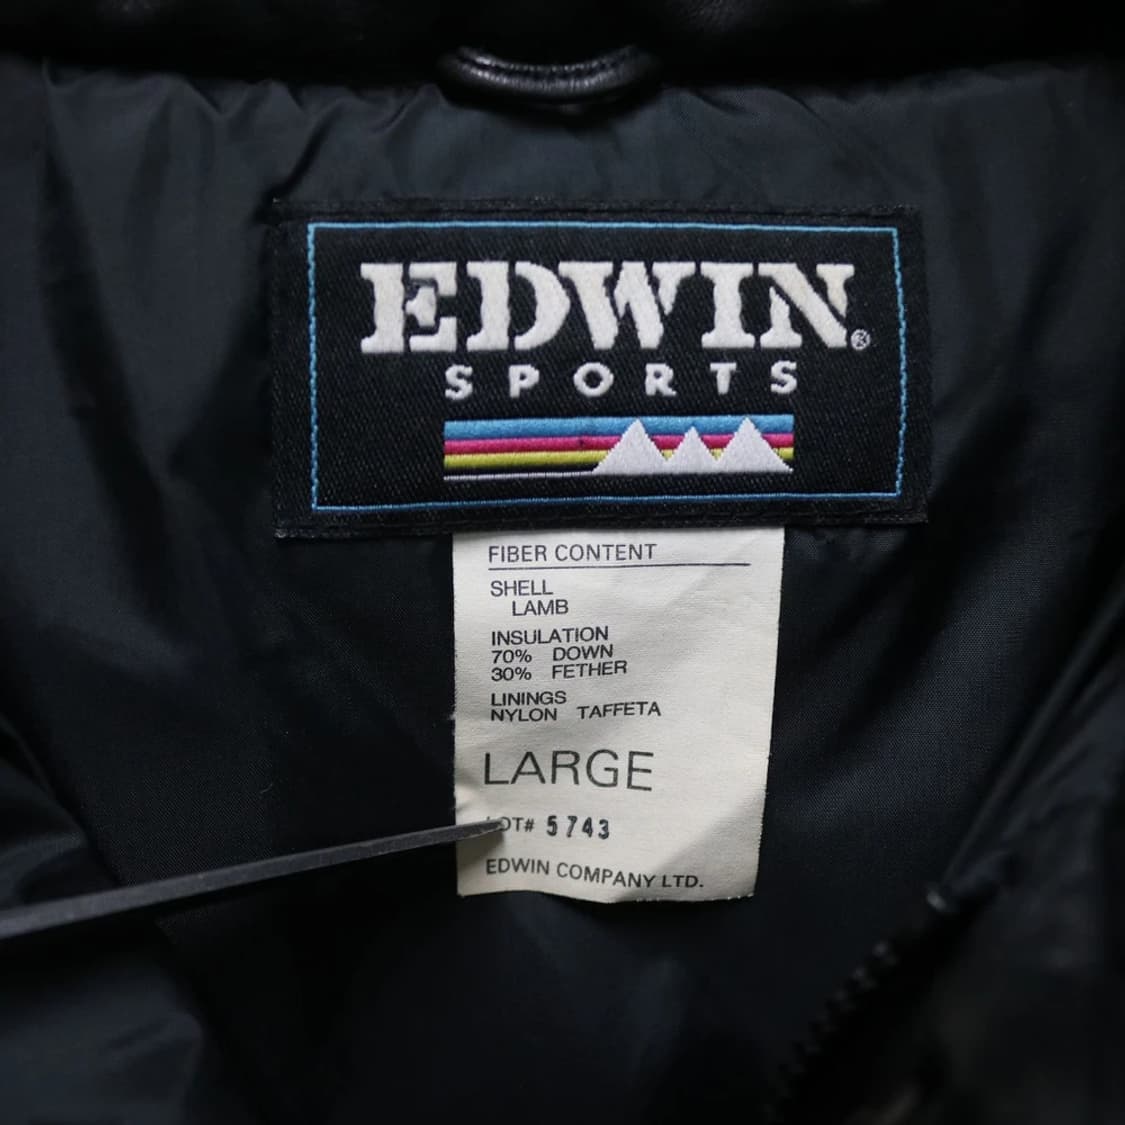 EDWIN®
SPORTS
FIBER CONTENT
SHELL
LAMB
INSULATION
70% DOWN
30% FETHER
LININGS
NYLON TAFFETA
LARGE
LOT# 5743
EDWIN COMPANY LTD.